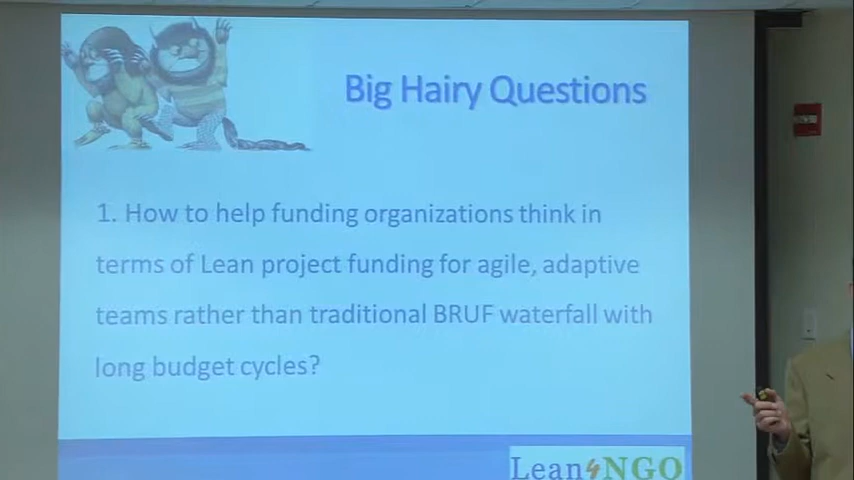 Big Hairy Questions
1. How to help funding organizations think in
terms of Lean project funding for agile, adaptive
teams rather than traditional BRUF waterfall with
long budget cycles?
Lean4NGO